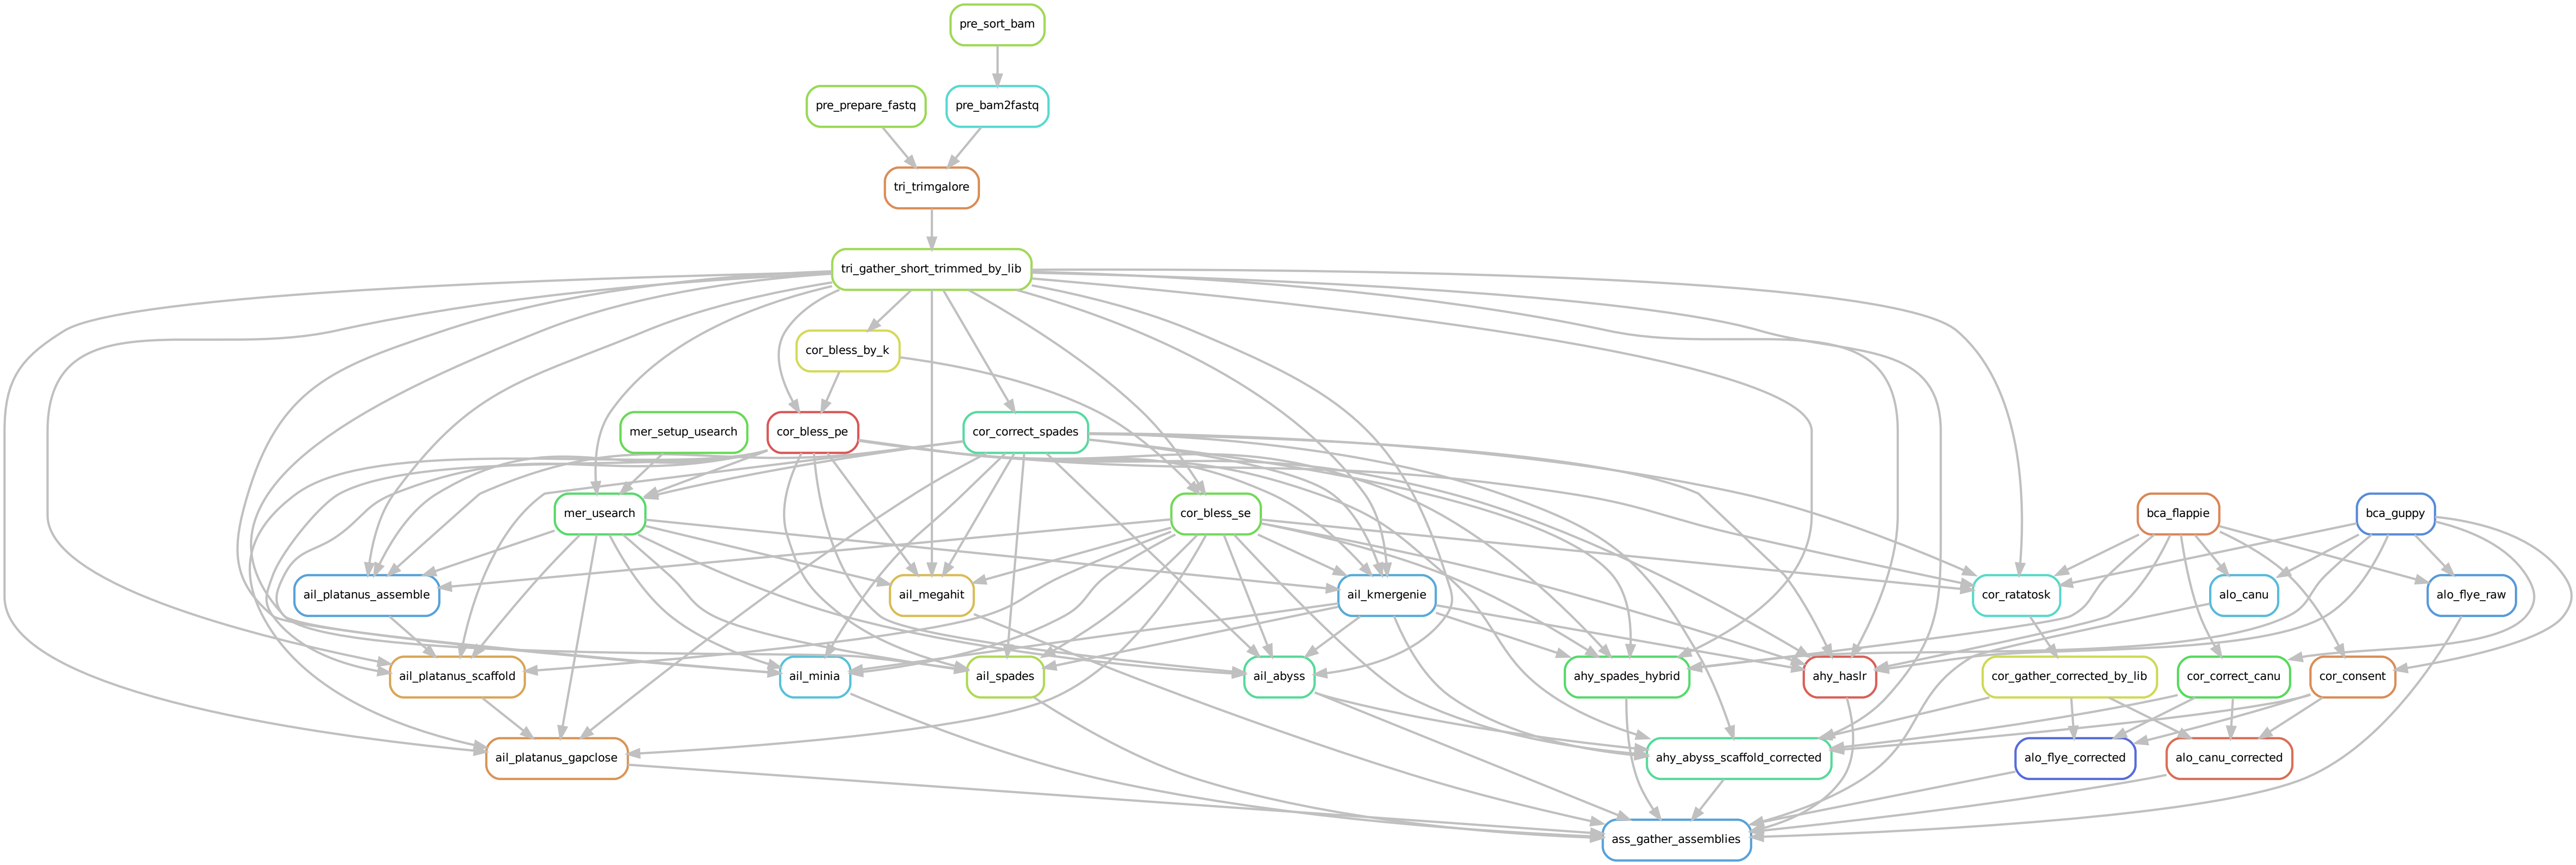 pre_sort_bam
pre_prepare_fastq
pre_bam2fastq
tri_trimgalore
tri_gather_short_trimmed_by_lib
cor_bless_by_k
mer_setup_usearch
cor_bless_pe
cor_correct_spades
mer_usearch
cor_bless_se
bca_flappie
bca_guppy
ail_platanus_assemble
ail_megahit
ail_kmergenie
cor_ratatosk
alo_canu
alo_flye_raw
ail_platanus_scaffold
ail_minia
ail_spades
ail_abyss
ahy_spades_hybrid
ahy_haslr
cor_gather_corrected_by_lib
cor_correct_canu
cor_consent
ail_platanus_gapclose
ahy_abyss_scaffold_corrected
alo_flye_corrected
alo_canu_corrected
ass_gather_assemblies